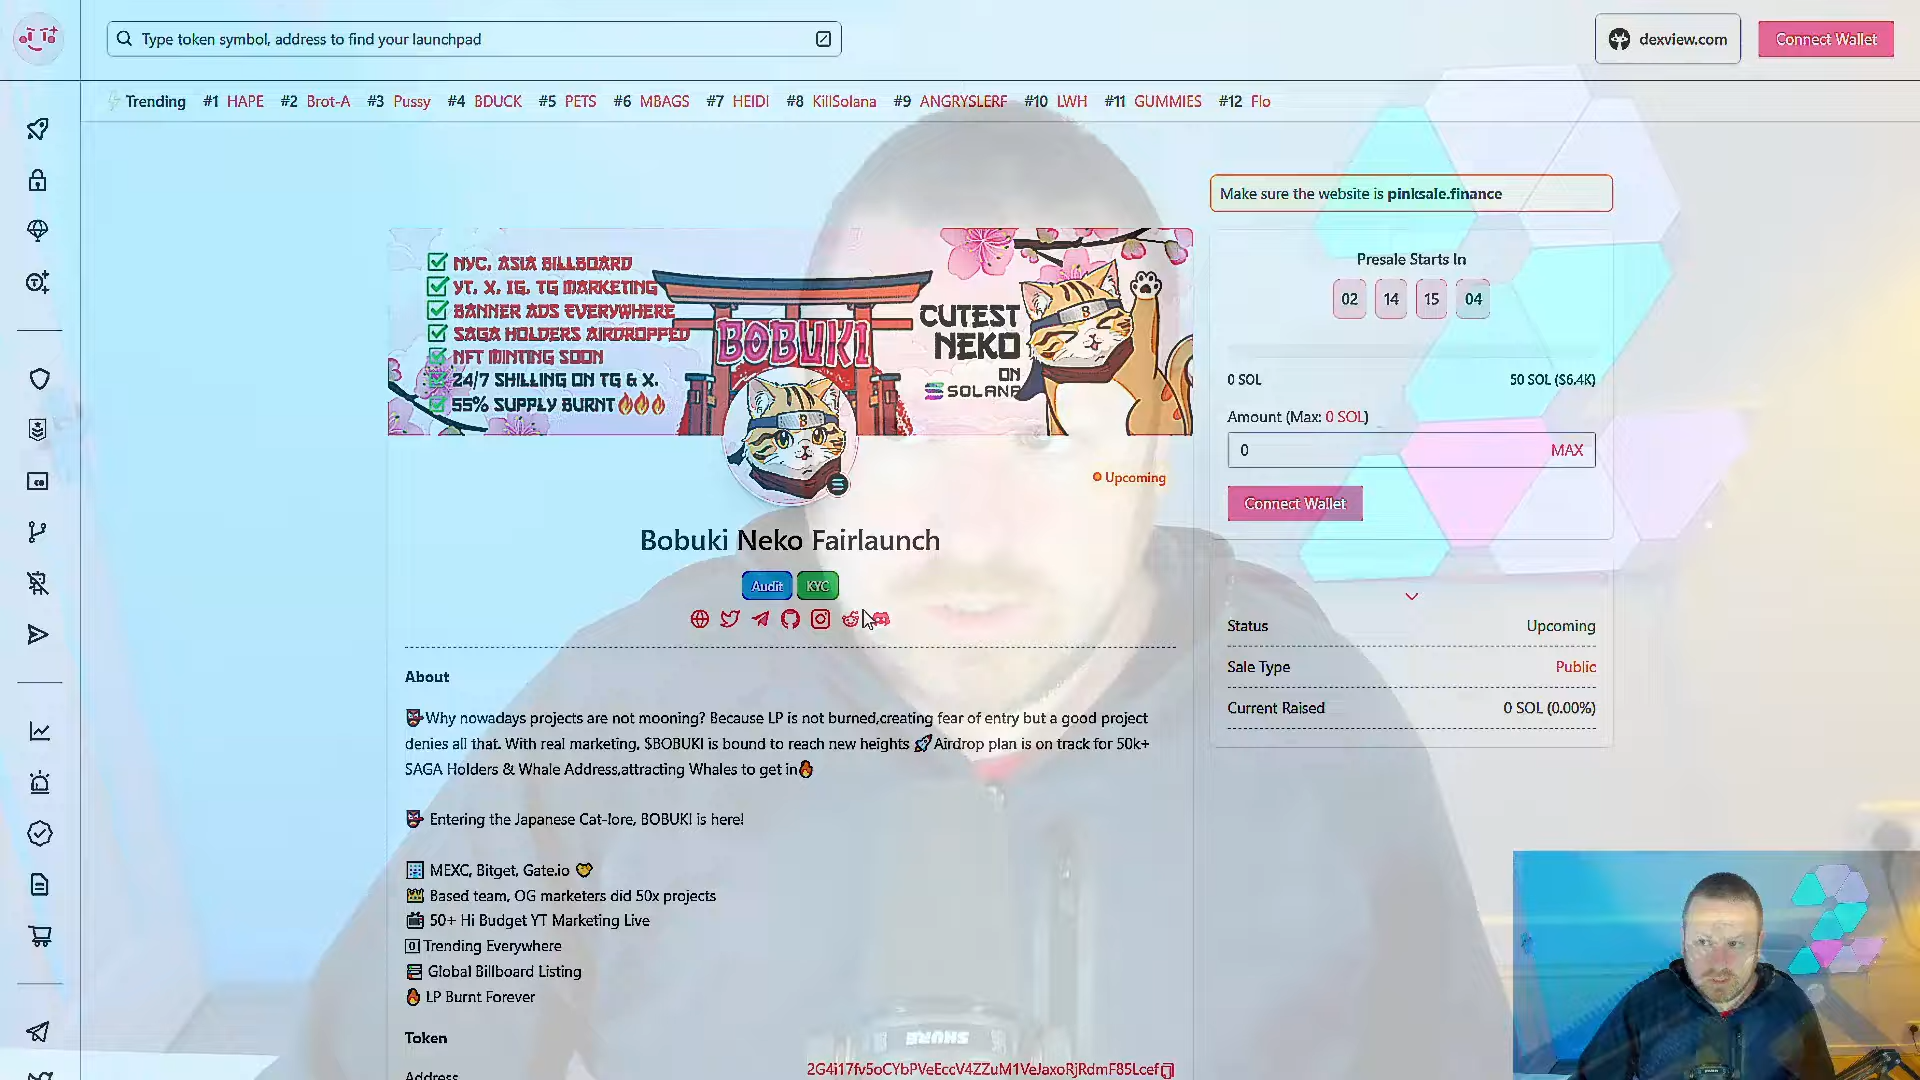 Type token symbol, address to find your launchpad
dexview.com
Connect Wallet
Trending #1 HAPE #2 Brot-A #3 Pussy #4 BDUCK #5 PETS #6 MBAGS #7 HEIDI #8 KillSolana #9 ANGRYSLERF #10 LWH #11 GUMMIES #12 Flo
Make sure the website is pinksale.finance
NYC, ASIA BILLBOARD
YT, X, IG, TG MARKETING
BANNER ADS EVERYWHERE
SAGA HOLDERS AIRDROPPED
NFT MINTING SOON
24/7 SHILLING ON TG & X.
55% SUPPLY BURNT
BOBUKI
CUTEST
NEKO
ON
SOLANA
B
B
Presale Starts In
02 14 15 04
0 SOL 50 SOL ($6.4K)
Amount (Max: 0 SOL)
0 MAX
Connect Wallet
Upcoming
Bobuki Neko Fairlaunch
Audit KYC
Status Upcoming
Sale Type Public
Current Raised 0 SOL (0.00%)
About
Why nowadays projects are not mooning? Because LP is not burned,creating fear of entry but a good project
denies all that. With real marketing, $BOBUKI is bound to reach new heights Airdrop plan is on track for 50k+
SAGA Holders & Whale Address,attracting Whales to get in
Entering the Japanese Cat-lore, BOBUKI is here!
MEXC, Bitget, Gate.io
Based team, OG marketers did 50x projects
50+ Hi Budget YT Marketing Live
Trending Everywhere
Global Billboard Listing
LP Burnt Forever
Token
Address 2G4i17fv5oCYbPVeEccV4ZZuM1VeJaxoRjRdmF85Lcef
SHURE